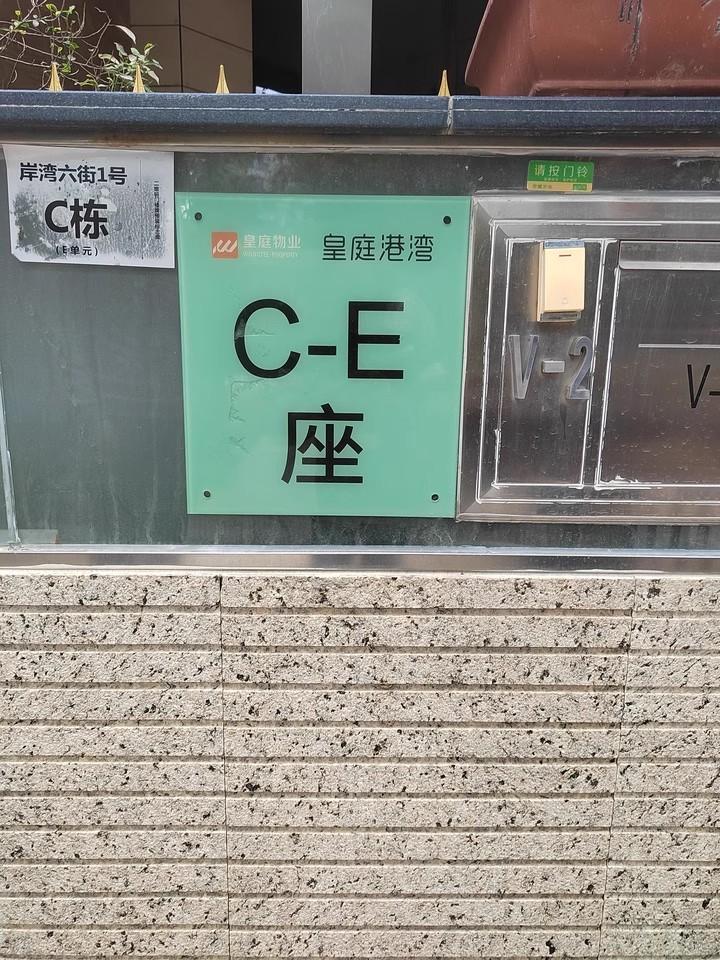 岸湾六街1号
C栋
(E单元)
皇庭物业
皇庭港湾
C-E
座
请按门铃
V-2
V-